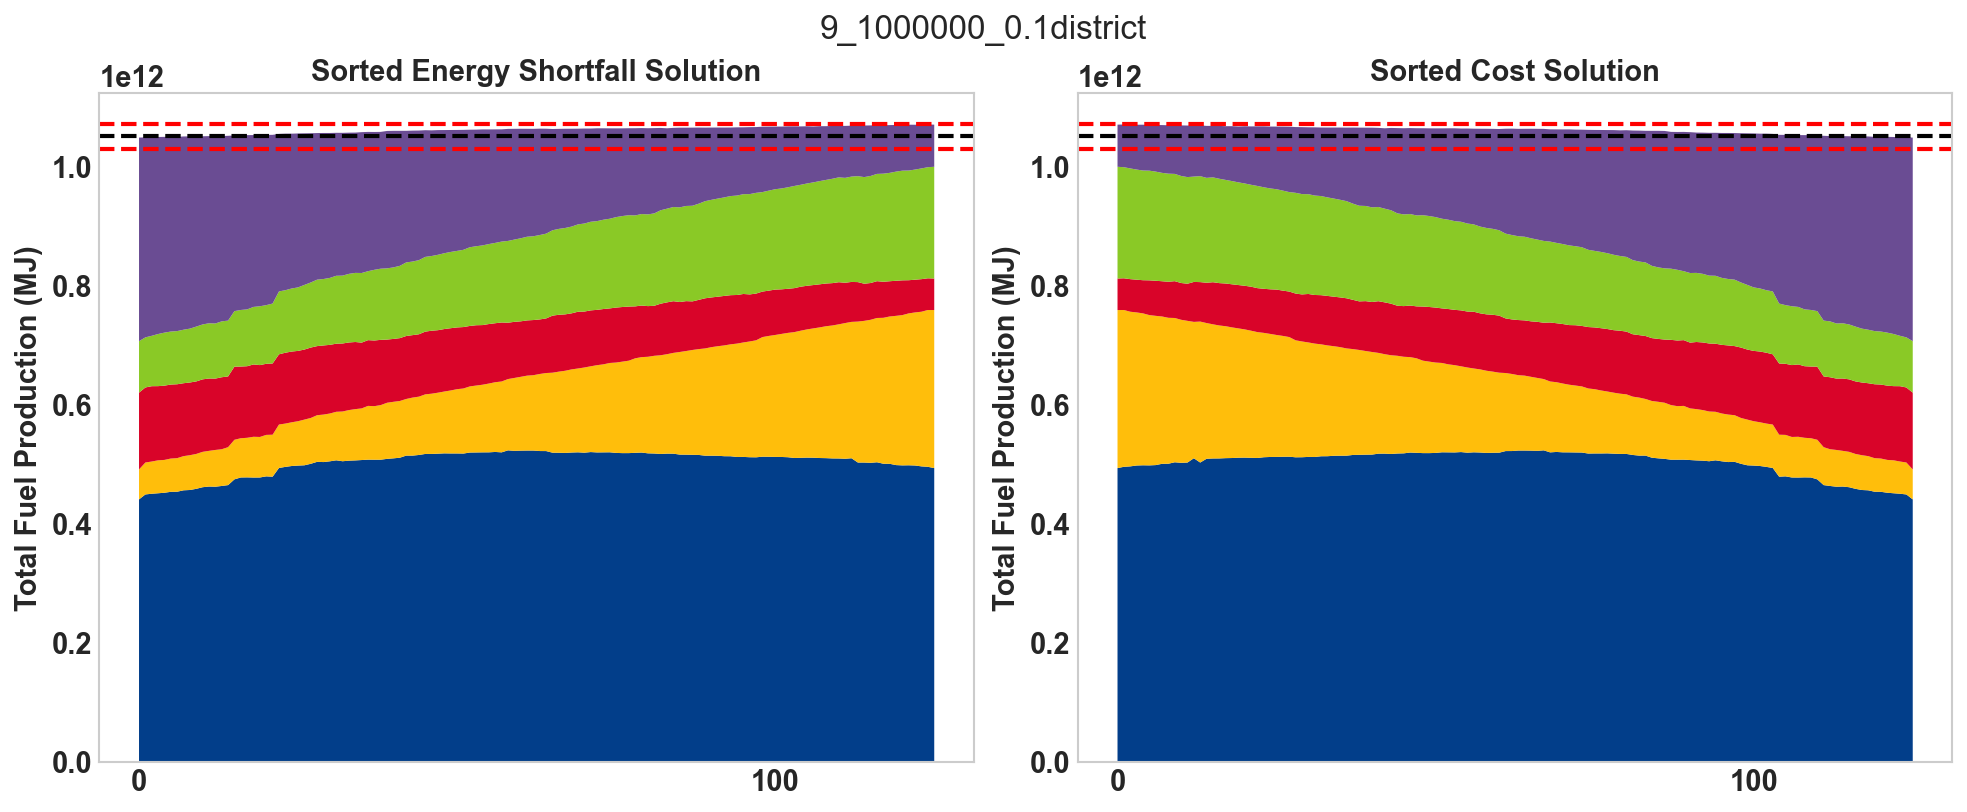 9_1000000_0.1district
Sorted Energy Shortfall Solution
1e12
Total Fuel Production (MJ)
1.0
0.8
0.6
0.4
0.2
0.0
0
100
Sorted Cost Solution
1e12
Total Fuel Production (MJ)
1.0
0.8
0.6
0.4
0.2
0.0
0
100